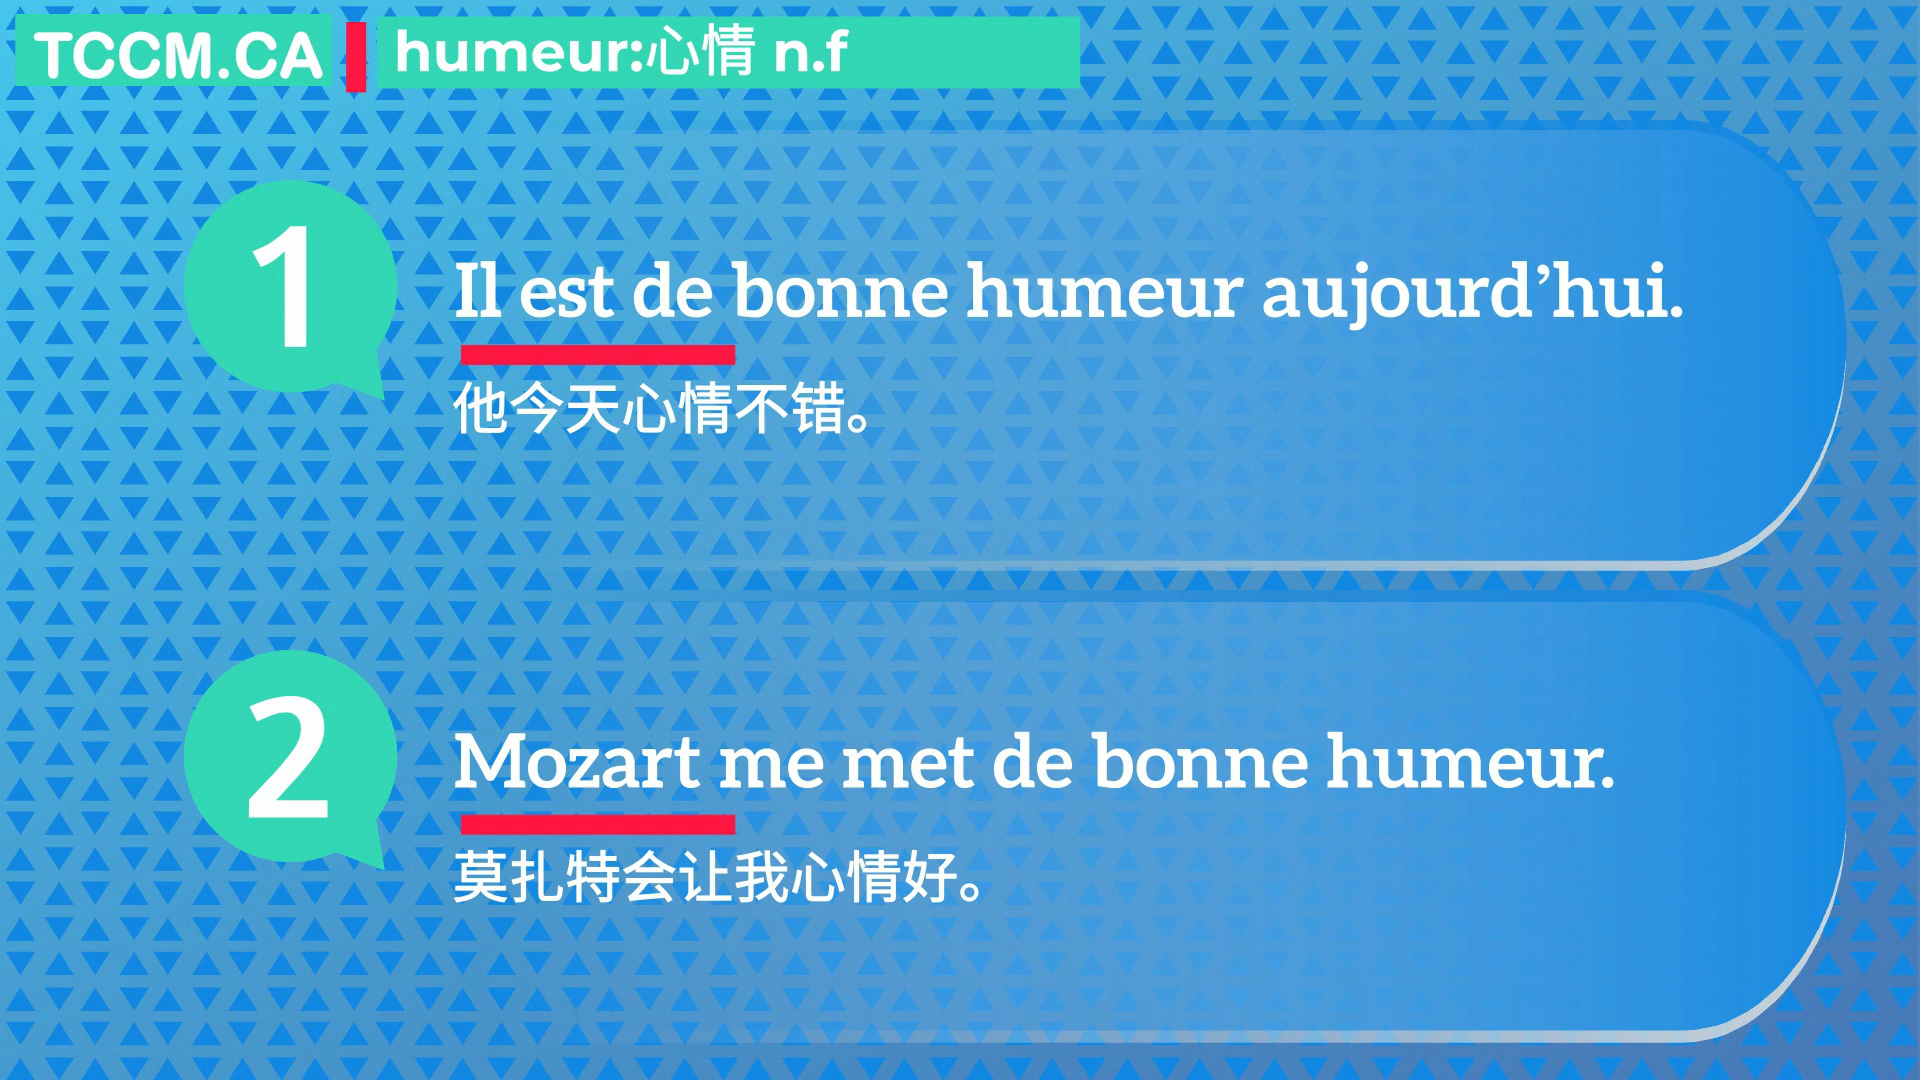 TCCM.CA
humeur:心情 n.f
1
Il est de bonne humeur aujourd’hui.
他今天心情不错。
2
Mozart me met de bonne humeur.
莫扎特会让我心情好。